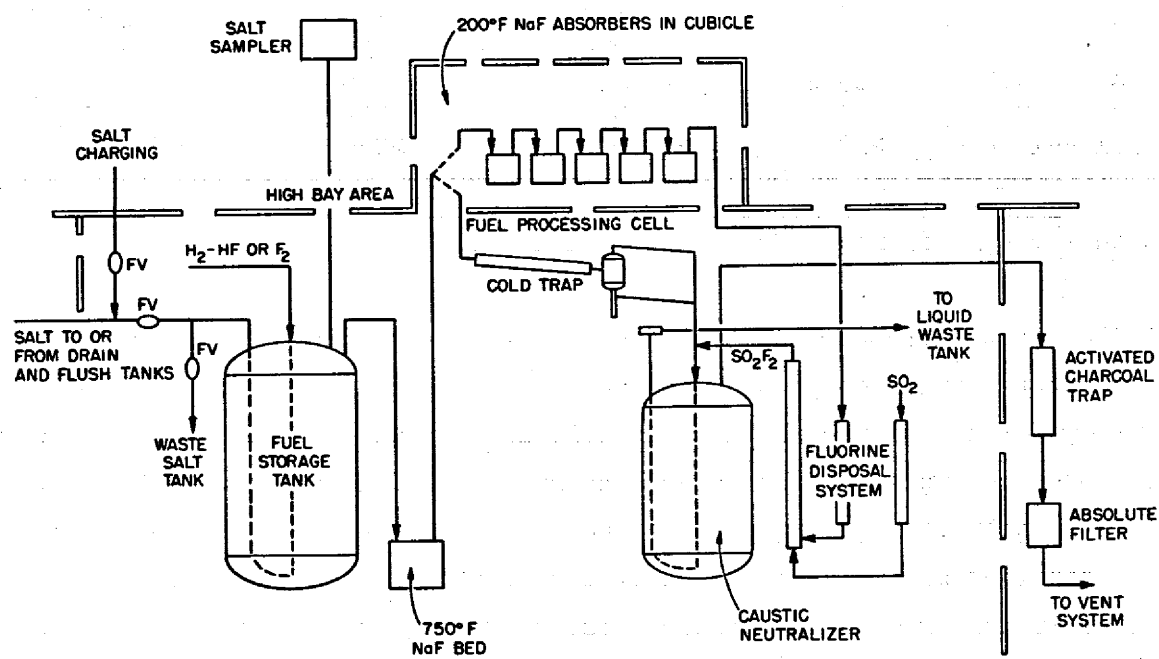 SALT
SAMPLER
200°F NaF ABSORBERS IN CUBICLE
SALT
CHARGING
HIGH BAY AREA
FUEL PROCESSING CELL
H2-HF OR F2
FV
COLD TRAP
FV
TO
LIQUID
WASTE
TANK
SALT TO OR
FROM DRAIN
AND FLUSH TANKS
FV
SO2F2
SO2
ACTIVATED
CHARCOAL
TRAP
WASTE
SALT
TANK
FUEL
STORAGE
TANK
FLUORINE
DISPOSAL
SYSTEM
ABSOLUTE
FILTER
750°F
NaF BED
CAUSTIC
NEUTRALIZER
TO VENT
SYSTEM